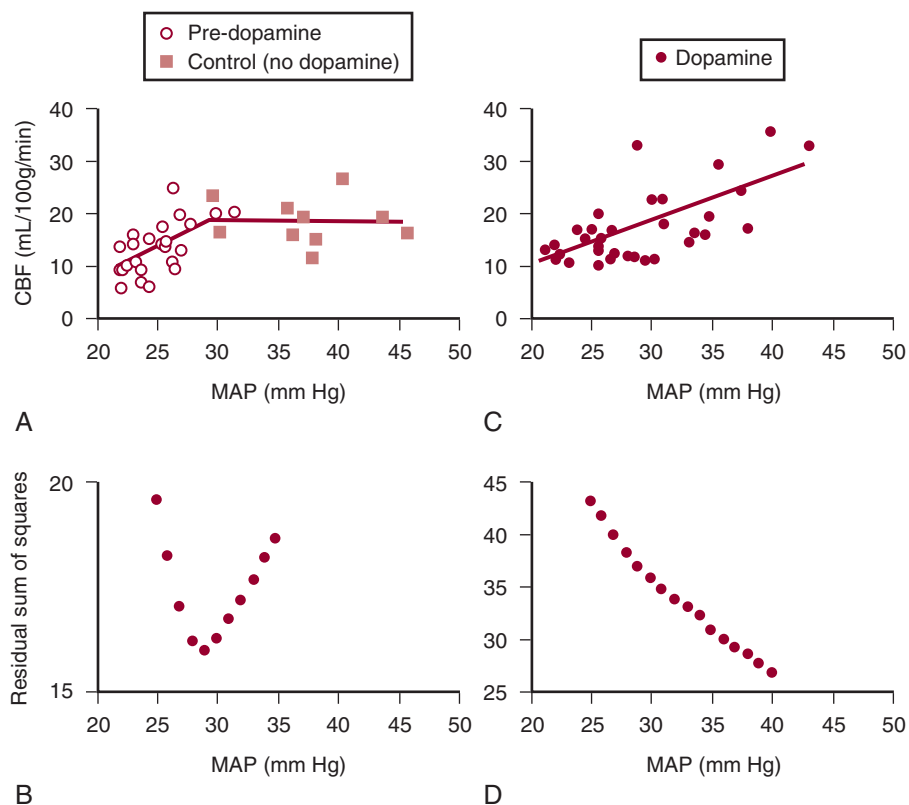 Pre-dopamine
Control (no dopamine)
CBF (mL/100g/min)
40
30
20
10
0
20 25 30 35 40 45 50
MAP (mm Hg)
A
Dopamine
40
30
20
10
0
20 25 30 35 40 45 50
MAP (mm Hg)
C
Residual sum of squares
20
15
20 25 30 35 40 45 50
MAP (mm Hg)
B
45
40
35
30
25
20 25 30 35 40 45 50
MAP (mm Hg)
D